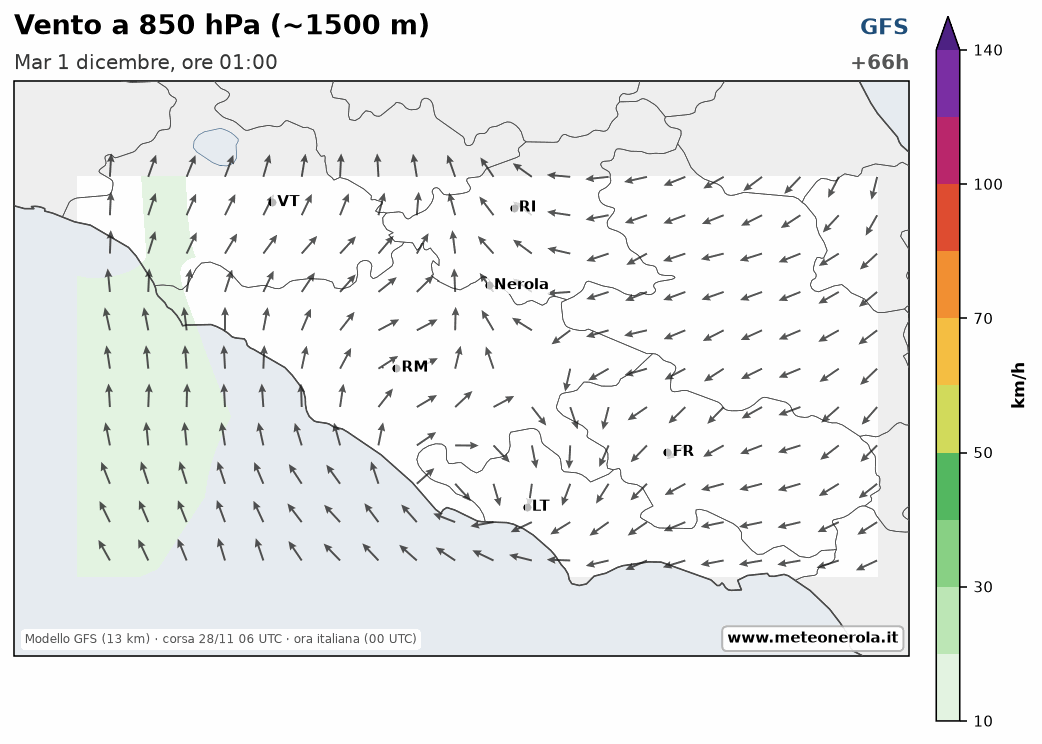 Vento a 850 hPa (~1500 m)
GFS
Mar 1 dicembre, ore 01:00
+66h
VT
RI
Nerola
RM
FR
LT
Modello GFS (13 km) · corsa 28/11 06 UTC · ora italiana (00 UTC)
www.meteonerola.it
140
100
70
50
30
10
km/h